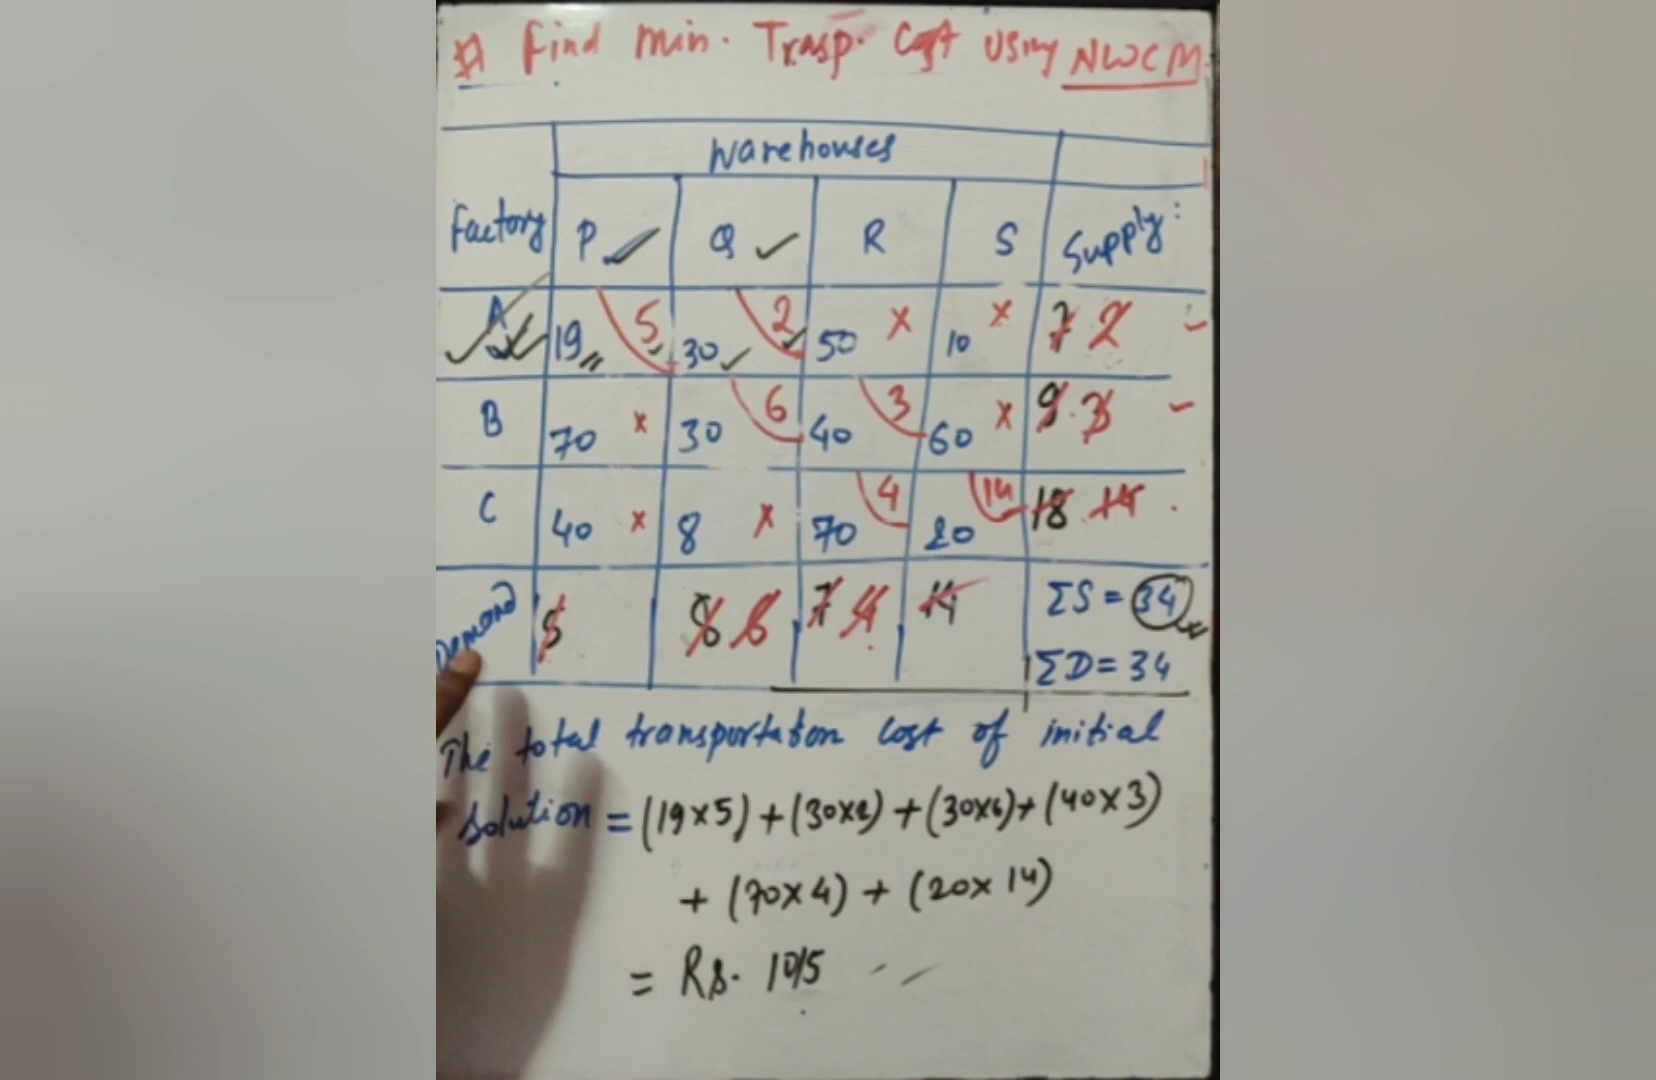 Find Min. Trasp. Cost Using NWCM.
Warehouses
Factory P Q R S Supply:
A 19 5 30 2 50 x 10 x 7 2
B 70 x 30 6 40 3 60 x 9 3
C 40 x 8 x 70 4 20 14 18 14
Demand 5 8 6 7 4 14 ΣS = 34
ΣD = 34
The total transportation cost of initial
solution = (19×5) + (30×2) + (30×6) + (40×3)
+ (70×4) + (20×14)
= Rs. 1015